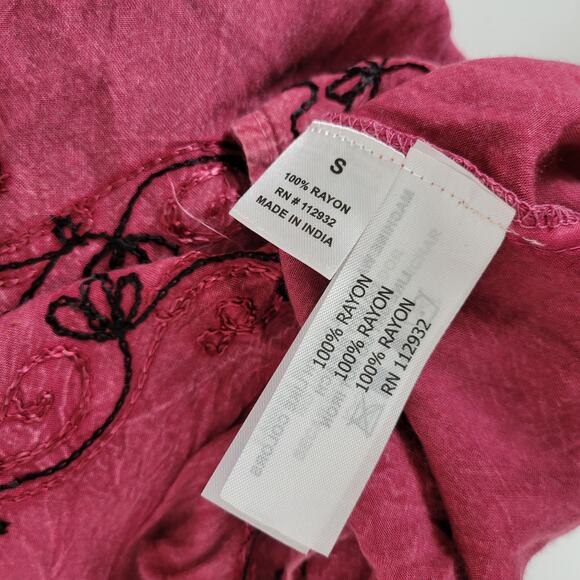 S
100% RAYON
RN # 112932
MADE IN INDIA
100% RAYON
100% RAYON
100% RAYON
RN 112932